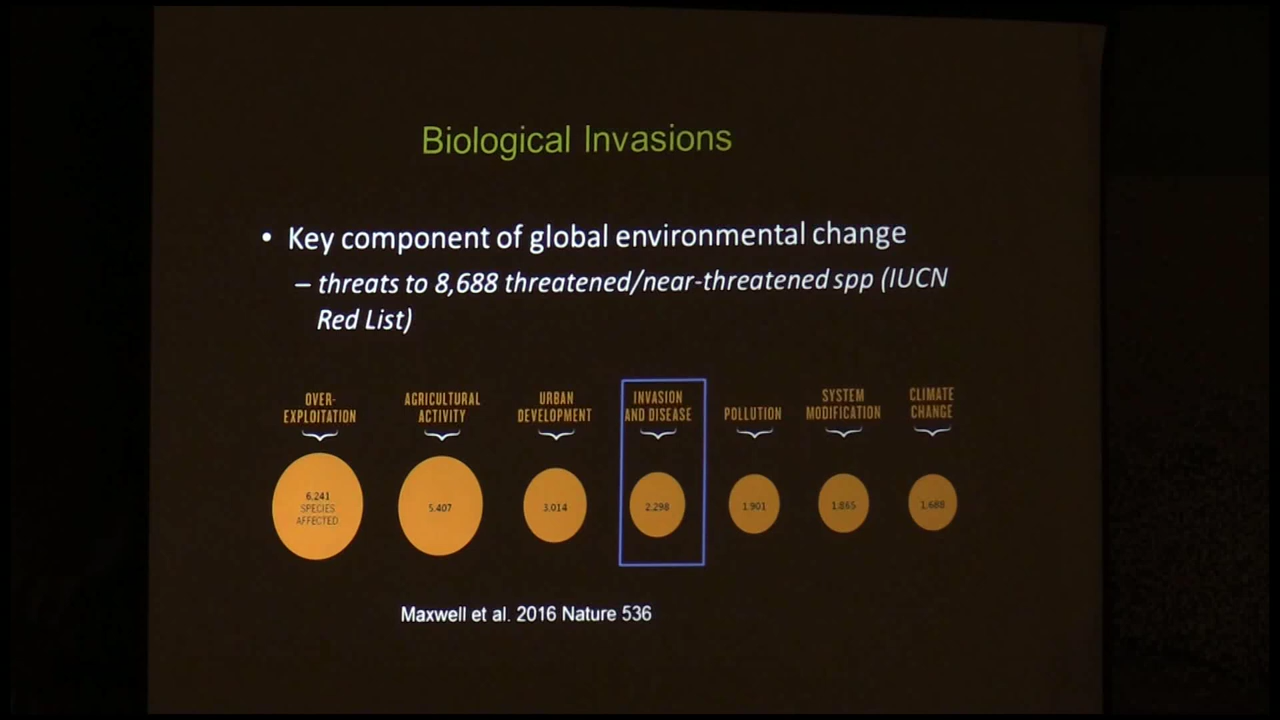 Biological Invasions
• Key component of global environmental change
– threats to 8,688 threatened/near-threatened spp (IUCN
Red List)
OVER-
EXPLOITATION
AGRICULTURAL
ACTIVITY
URBAN
DEVELOPMENT
INVASION
AND DISEASE
POLLUTION
SYSTEM
MODIFICATION
CLIMATE
CHANGE
6,241
SPECIES
AFFECTED
5,407
3,014
2,298
1,901
1,865
1,688
Maxwell et al. 2016 Nature 536